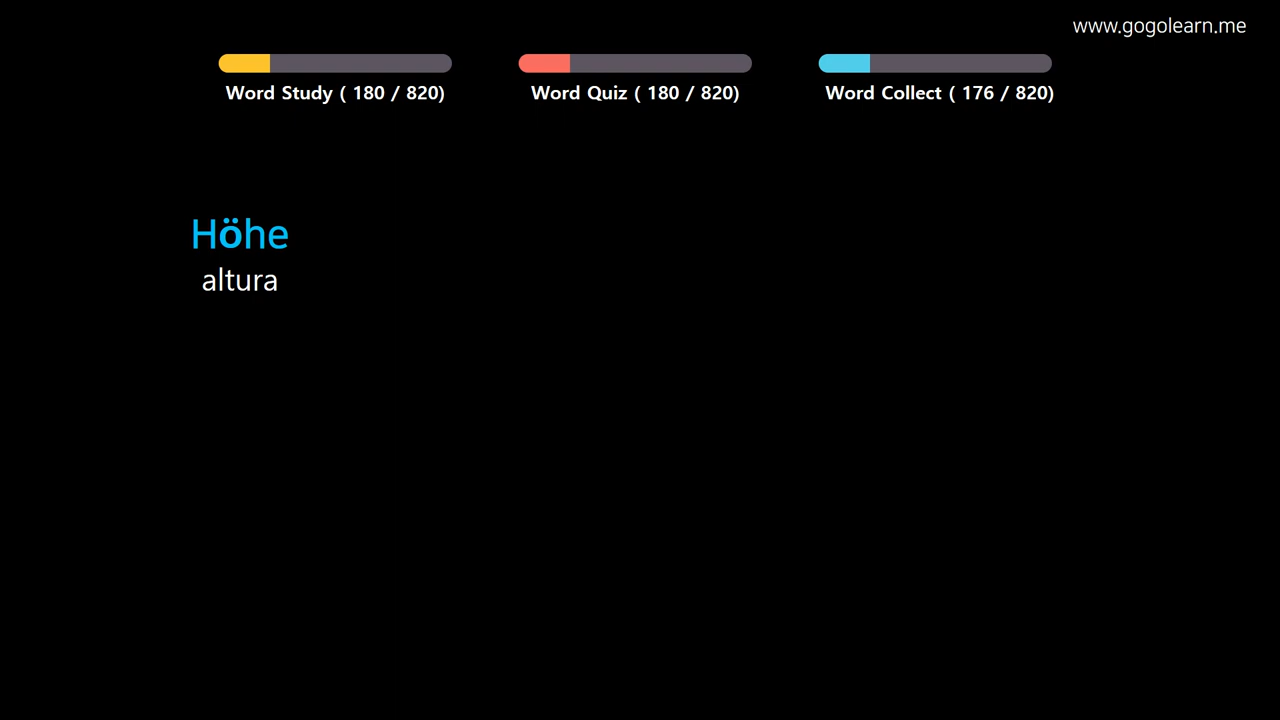 www.gogolearn.me
Word Study ( 180 / 820)
Word Quiz ( 180 / 820)
Word Collect ( 176 / 820)
Höhe
altura